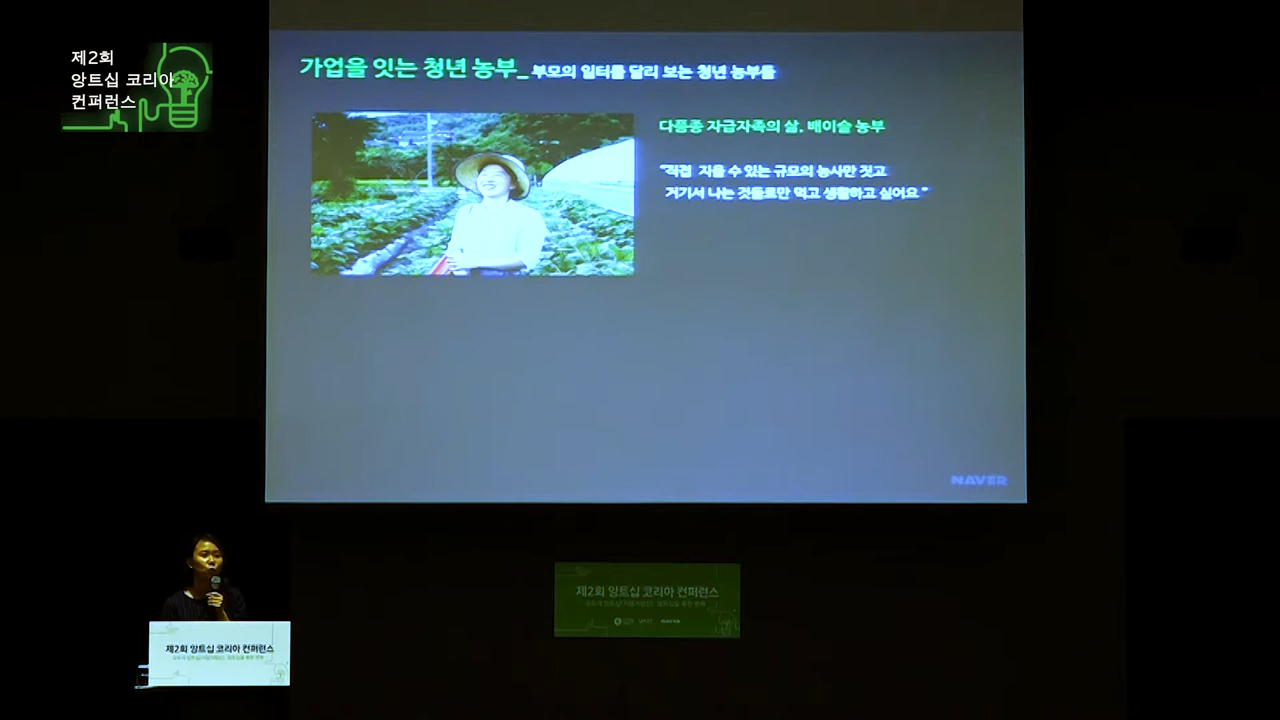 제2회
앙트십 코리아
컨퍼런스
가업을 잇는 청년 농부_ 부모의 일터를 달리 보는 청년 농부들
다품종 자급자족의 삶. 배이슬 농부
"직접 지을 수 있는 규모의 농사만 짓고
거기서 나는 것들로만 먹고 생활하고 싶어요"
NAVER
제2회 앙트십 코리아 컨퍼런스
NAVER
제2회 앙트십 코리아 컨퍼런스